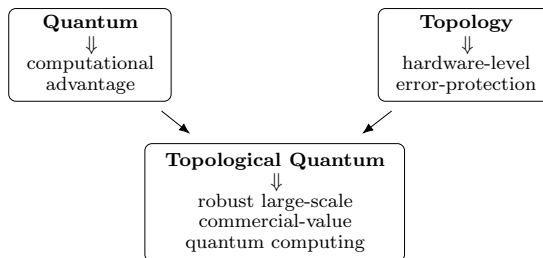 Quantum
⇓
computational
advantage
Topology
⇓
hardware-level
error-protection
Topological Quantum
⇓
robust large-scale
commercial-value
quantum computing